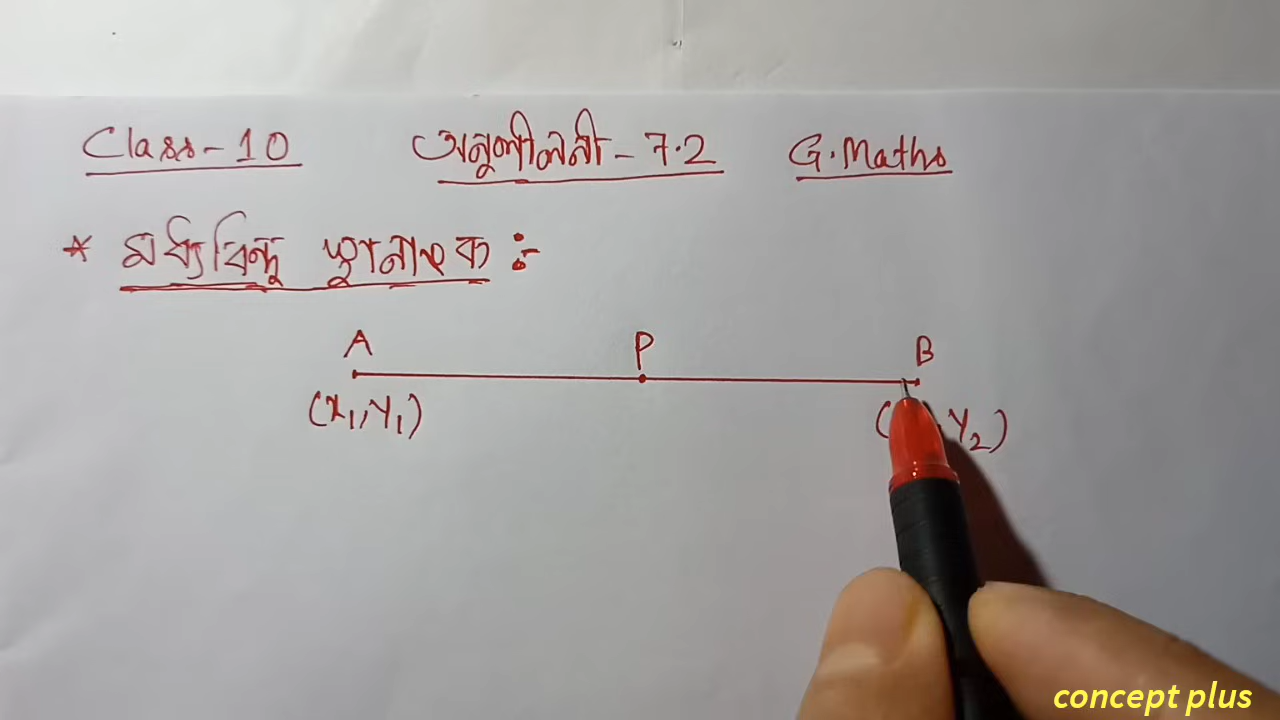 Class-10 অনুশীলনী-7.2 G.Maths
* মধ্যবিন্দু স্থানাংক :-
A P B
(x₁,y₁) ( ,y₂)
concept plus